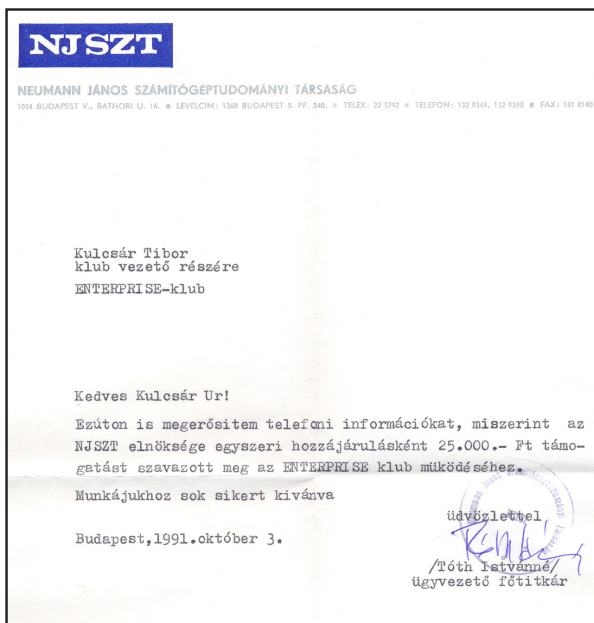 NJSZT
NEUMANN JÁNOS SZÁMÍTÓGÉPTUDOMÁNYI TÁRSASÁG
1054 BUDAPEST V., BÁTHORI U. 16. ● LEVÉLCÍM: 1368 BUDAPEST 5. PF. 240. ● TELEX: 22 5792 ● TELEFON: 132 9349, 132 9390 ● FAX: 131 8140
Kulcsár Tibor
klub vezető részére
ENTERPRISE-klub
Kedves Kulcsár Ur!
Ezúton is megerősitem telefoni információkat, miszerint az
NJSZT elnöksége egyszeri hozzájárulásként 25.000.- Ft támo-
gatást szavazott meg az ENTERPRISE klub müködéséhez.
Munkájukhoz sok sikert kivánva
üdvözlettel
Budapest,1991.október 3.
/Tóth Istvánné/
ügyvezető főtitkár